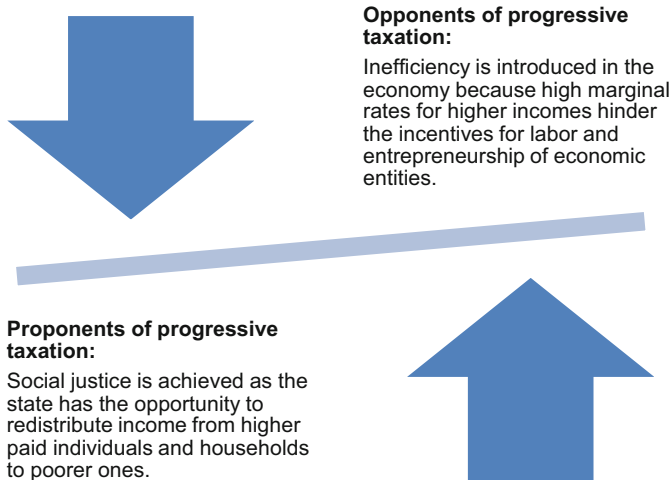 Opponents of progressive
taxation:
Inefficiency is introduced in the
economy because high marginal
rates for higher incomes hinder
the incentives for labor and
entrepreneurship of economic
entities.
Proponents of progressive
taxation:
Social justice is achieved as the
state has the opportunity to
redistribute income from higher
paid individuals and households
to poorer ones.